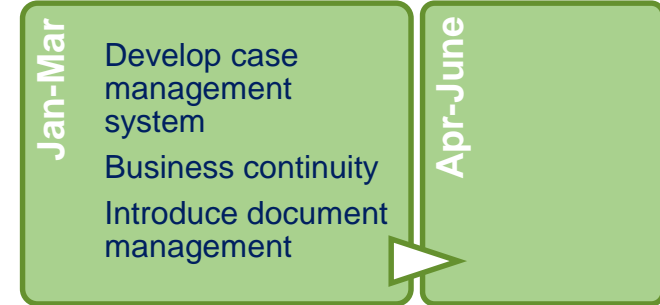 Jan-Mar
Develop case
management
system
Business continuity
Introduce document
management
Apr-June